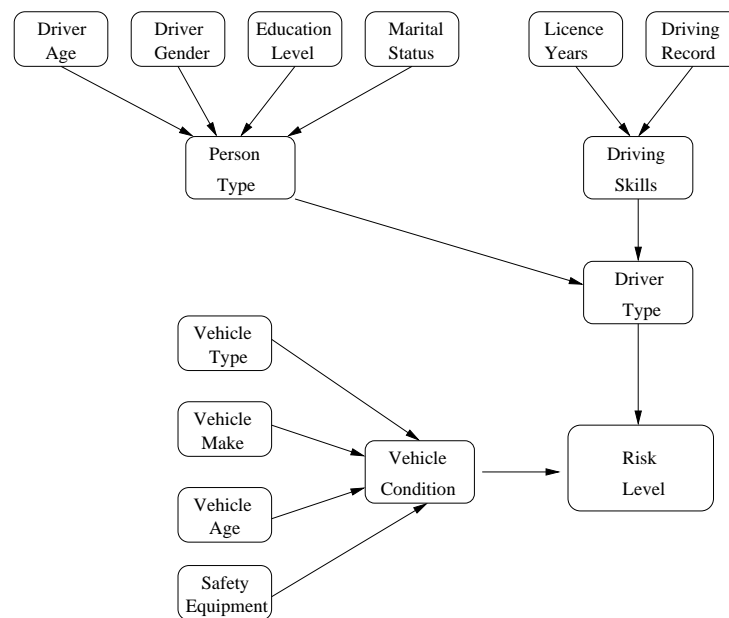 Driver
Age
Driver
Gender
Education
Level
Marital
Status
Licence
Years
Driving
Record
Person
Type
Driving
Skills
Driver
Type
Vehicle
Type
Vehicle
Make
Vehicle
Condition
Risk
Level
Vehicle
Age
Safety
Equipment